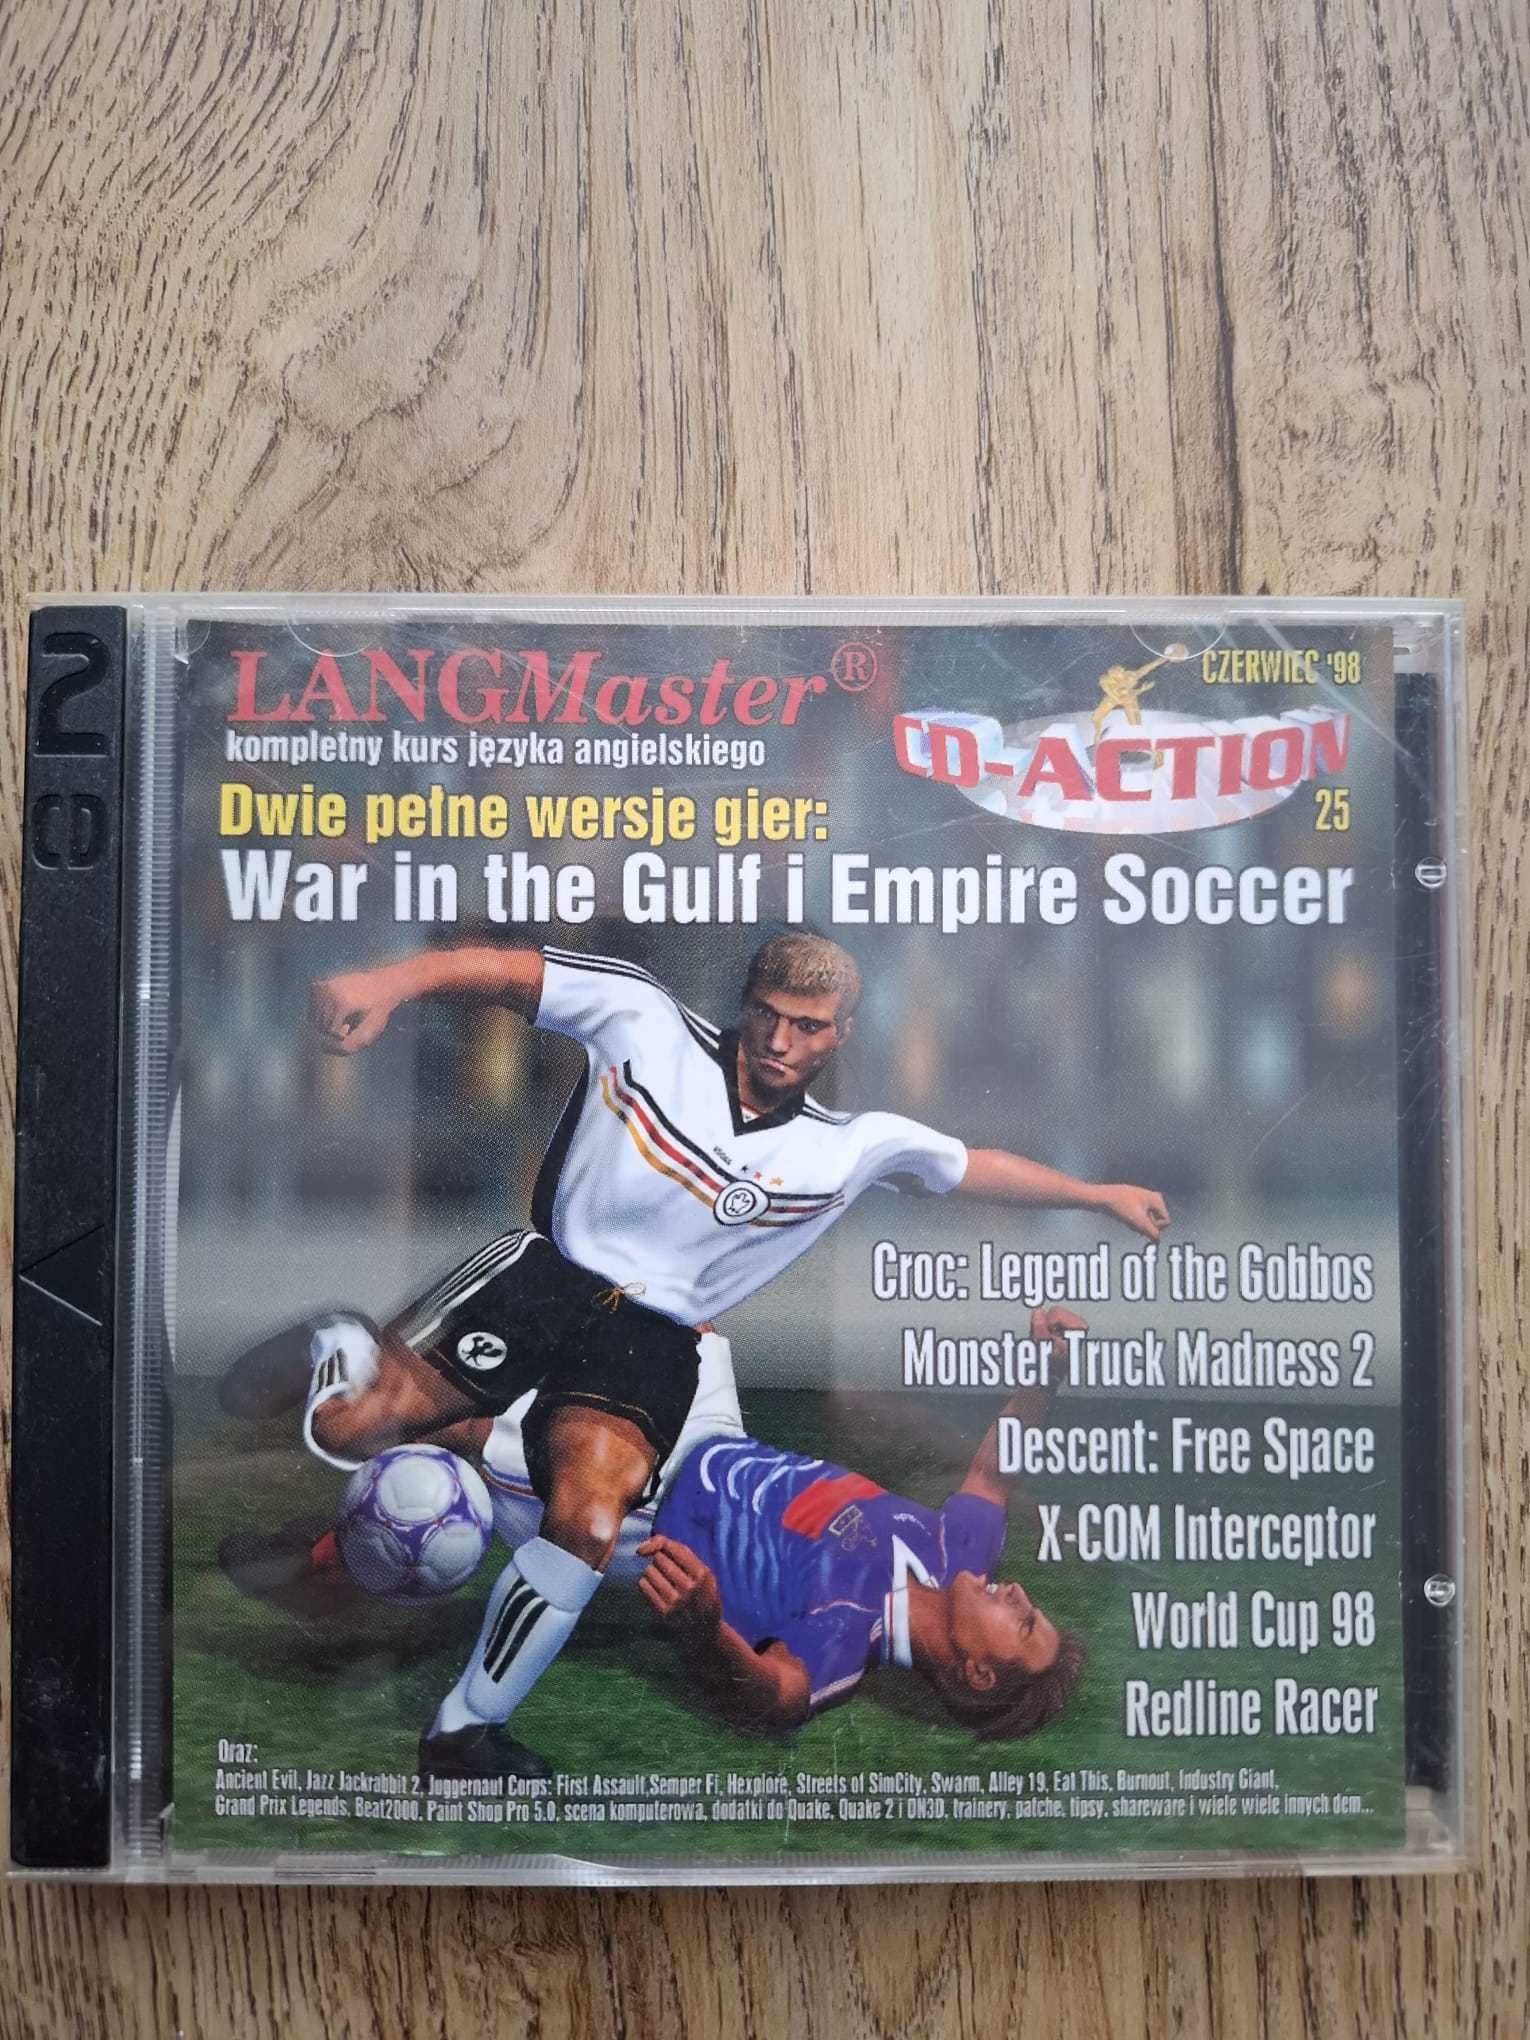 LANGMaster®
kompletny kurs języka angielskiego
CZERWIEC '98
CD-ACTION
25
Dwie pełne wersje gier:
War in the Gulf i Empire Soccer
Croc: Legend of the Gobbos
Monster Truck Madness 2
Descent: Free Space
X-COM Interceptor
World Cup 98
Redline Racer
Oraz:
Ancient Evil, Jazz Jackrabbit 2, Juggernaut Corps: First Assault,Semper Fi, Hexplore, Streets of SimCity, Swarm, Alley 19, Eat This, Burnout, Industry Giant,
Grand Prix Legends, Beat2000, Paint Shop Pro 5.0, scena komputerowa, dodatki do Quake, Quake 2 i DN3D, trainery, patche, tipsy, shareware i wiele wiele innych dem...
2
CD